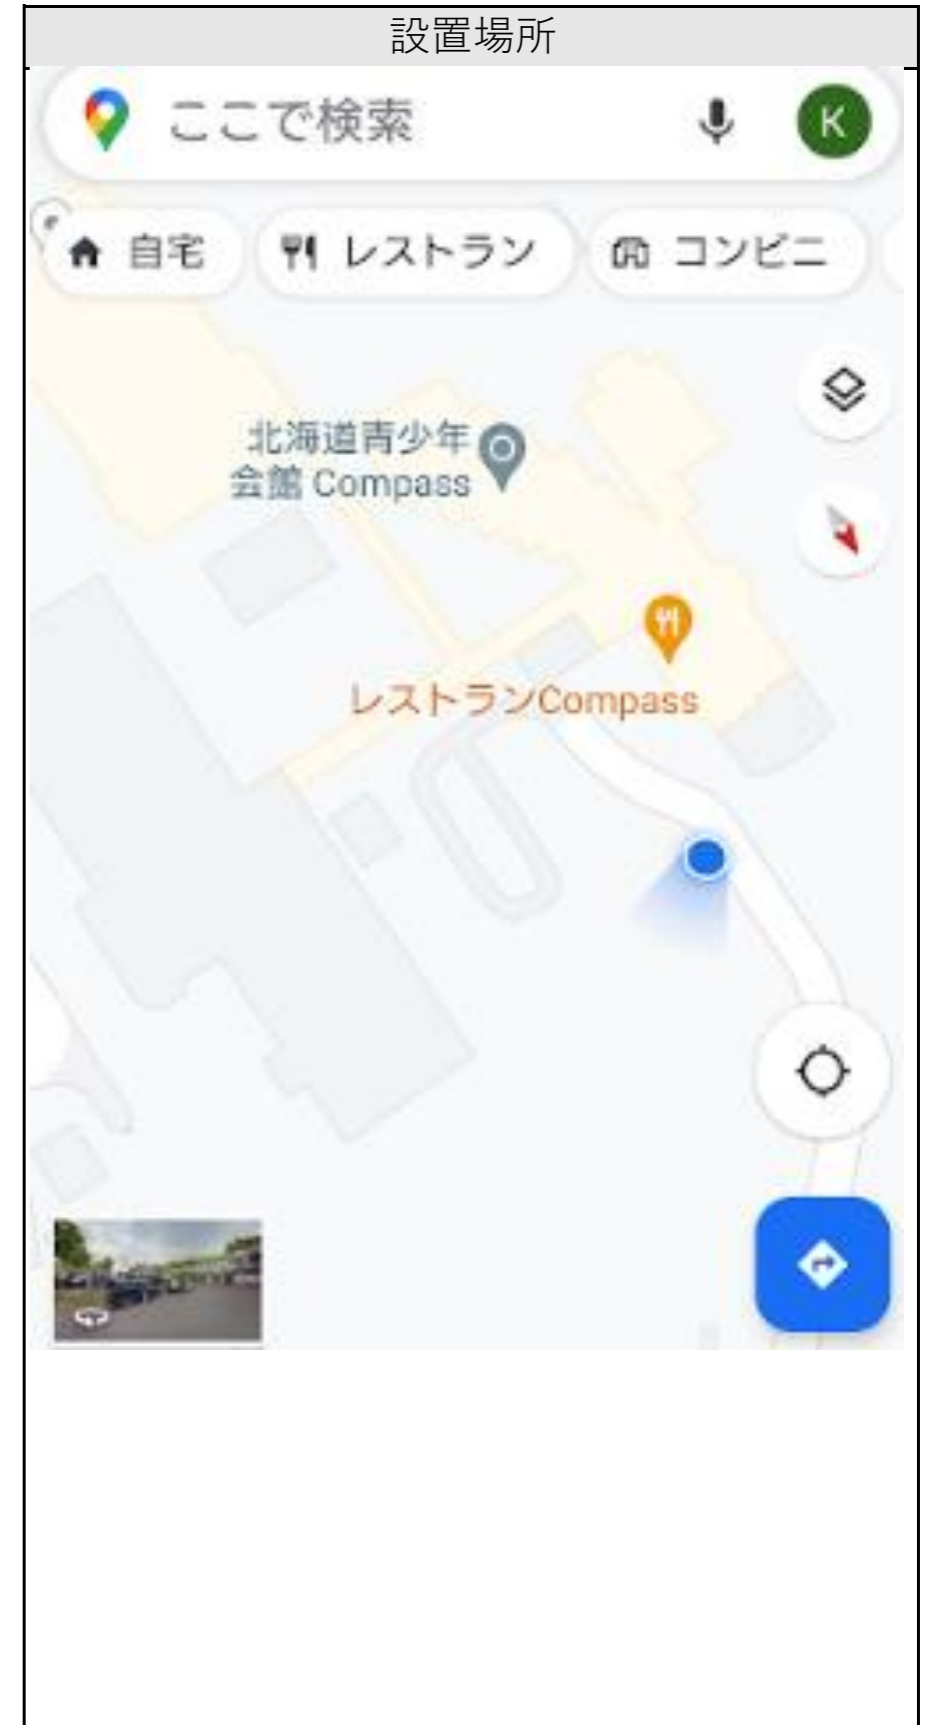 設置場所
ここで検索
K
自宅
レストラン
コンビニ
北海道青少年
会館 Compass
レストランCompass